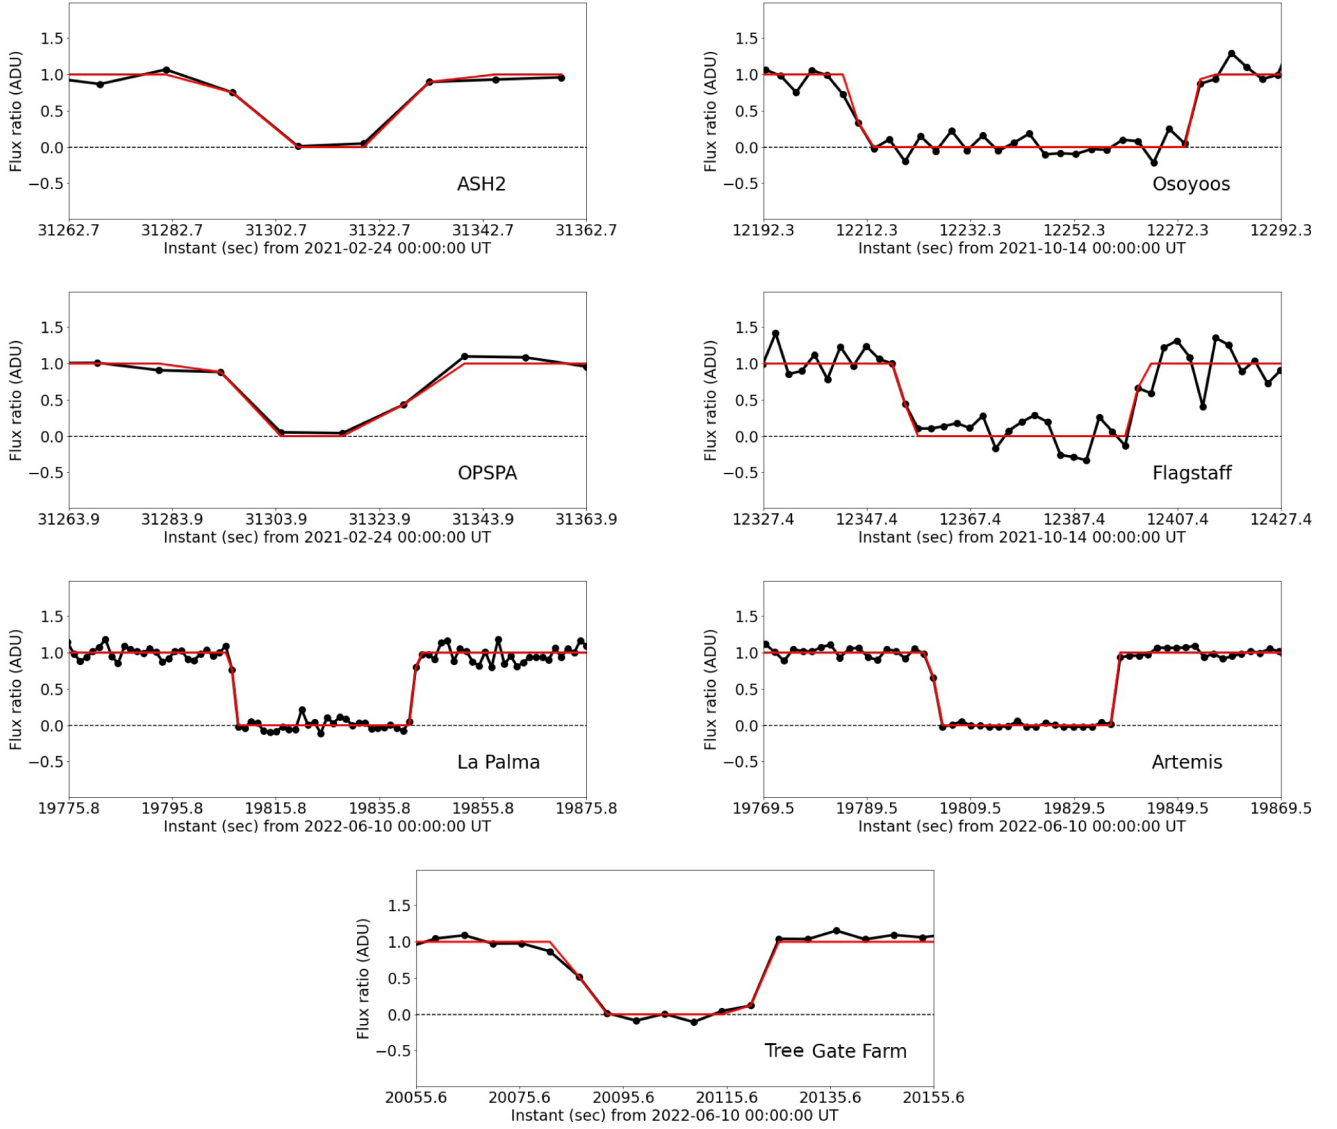 Flux ratio (ADU)
1.5
1.0
0.5
0.0
−0.5
ASH2
31262.7 31282.7 31302.7 31322.7 31342.7 31362.7
Instant (sec) from 2021-02-24 00:00:00 UT
Flux ratio (ADU)
1.5
1.0
0.5
0.0
−0.5
Osoyoos
12192.3 12212.3 12232.3 12252.3 12272.3 12292.3
Instant (sec) from 2021-10-14 00:00:00 UT
Flux ratio (ADU)
1.5
1.0
0.5
0.0
−0.5
OPSPA
31263.9 31283.9 31303.9 31323.9 31343.9 31363.9
Instant (sec) from 2021-02-24 00:00:00 UT
Flux ratio (ADU)
1.5
1.0
0.5
0.0
−0.5
Flagstaff
12327.4 12347.4 12367.4 12387.4 12407.4 12427.4
Instant (sec) from 2021-10-14 00:00:00 UT
Flux ratio (ADU)
1.5
1.0
0.5
0.0
−0.5
La Palma
19775.8 19795.8 19815.8 19835.8 19855.8 19875.8
Instant (sec) from 2022-06-10 00:00:00 UT
Flux ratio (ADU)
1.5
1.0
0.5
0.0
−0.5
Artemis
19769.5 19789.5 19809.5 19829.5 19849.5 19869.5
Instant (sec) from 2022-06-10 00:00:00 UT
Flux ratio (ADU)
1.5
1.0
0.5
0.0
−0.5
Tree Gate Farm
20055.6 20075.6 20095.6 20115.6 20135.6 20155.6
Instant (sec) from 2022-06-10 00:00:00 UT